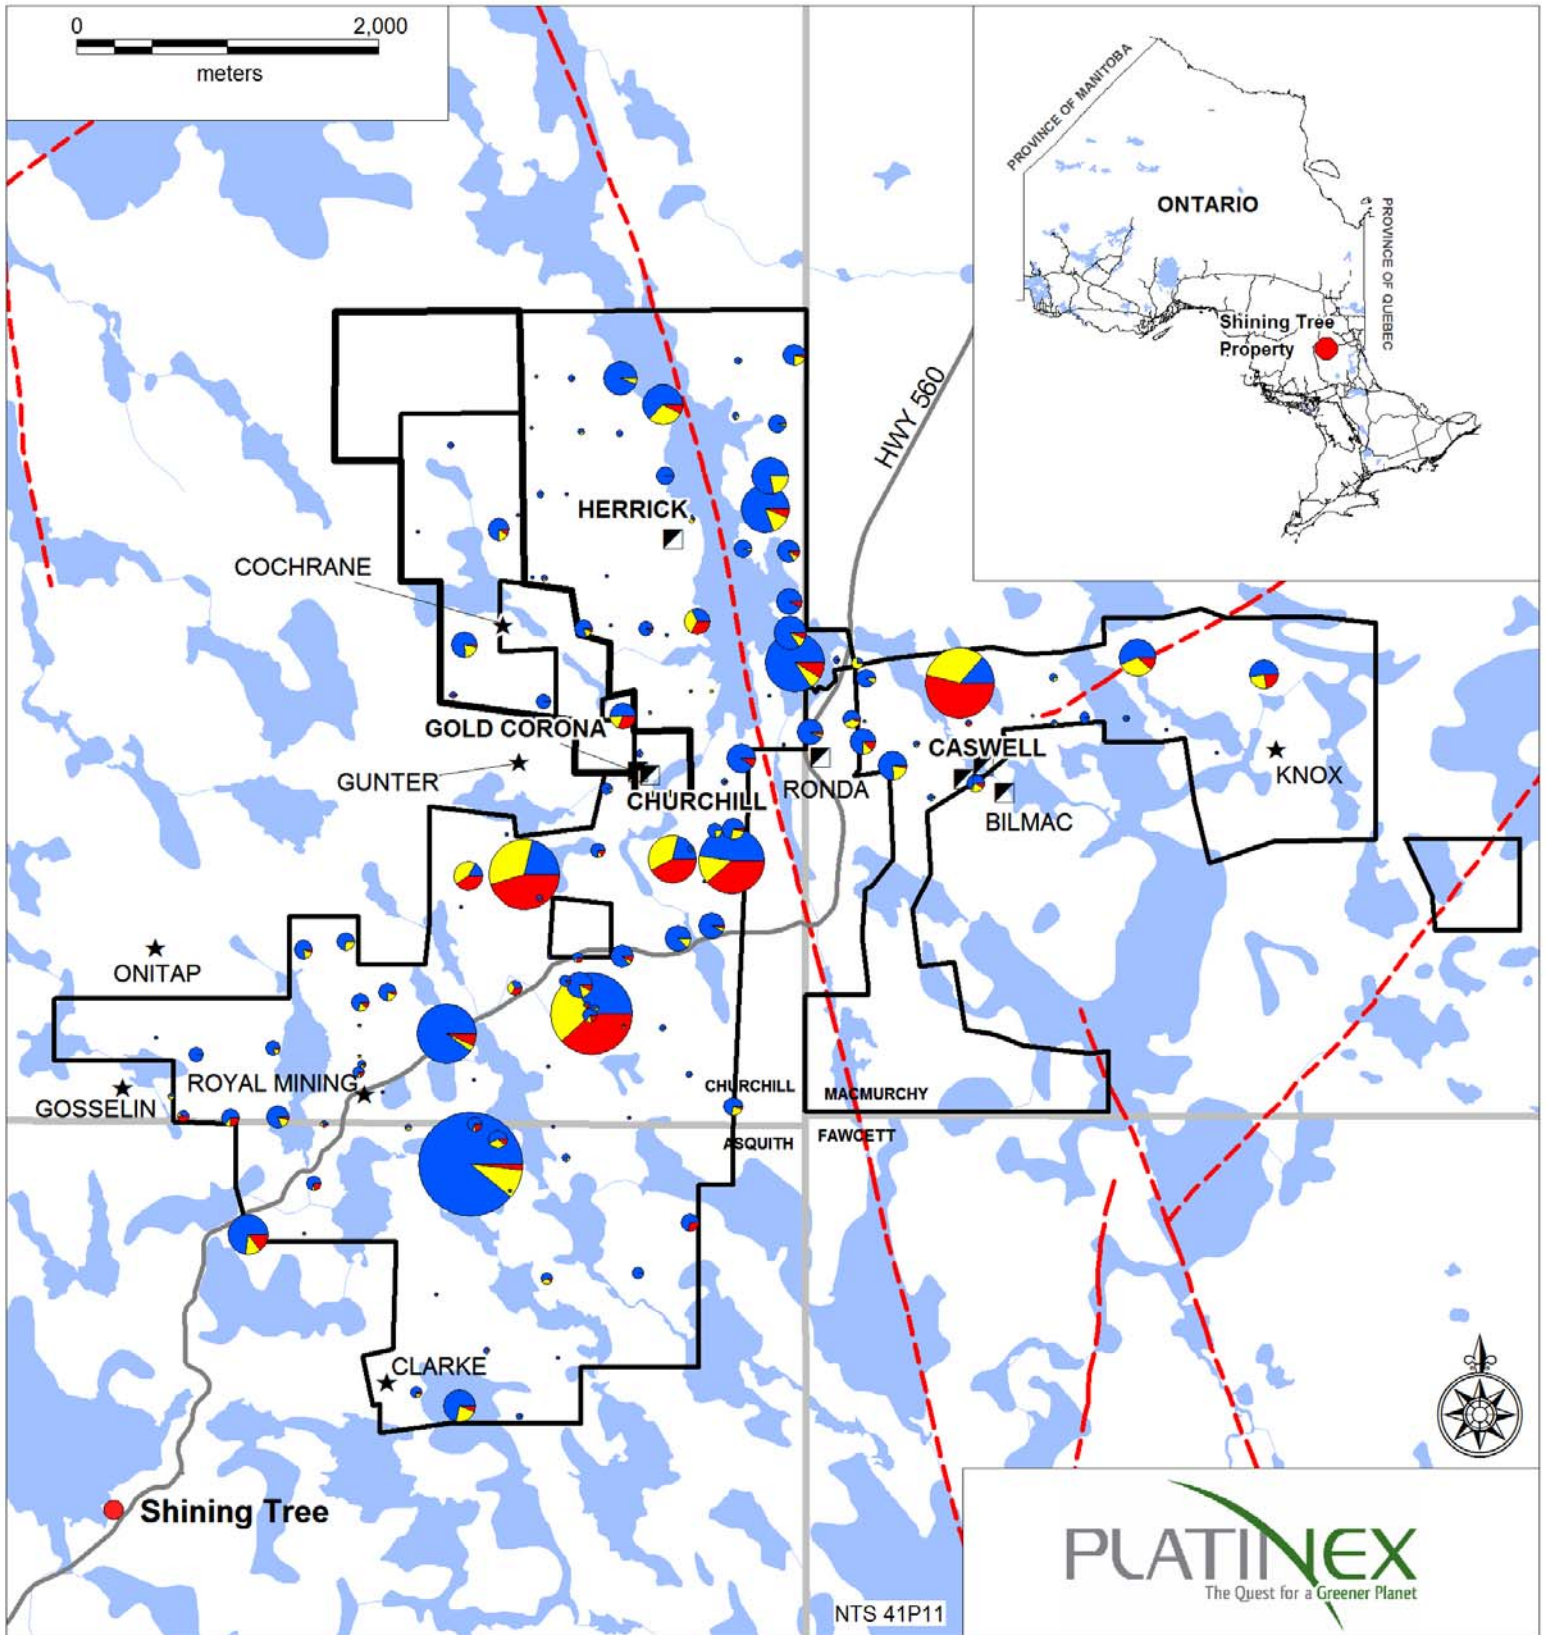 0 2,000
meters
PROVINCE OF MANITOBA
ONTARIO
PROVINCE OF QUEBEC
Shining Tree
Property
HWY 560
HERRICK
COCHRANE
GOLD CORONA
GUNTER
CHURCHILL
RONDA
CASWELL
KNOX
BILMAC
ONITAP
ROYAL MINING
GOSSELIN
CHURCHILL
MACMURCHY
ASQUITH
FAWCETT
CLARKE
Shining Tree
NTS 41P11
PLATINEX
The Quest for a Greener Planet